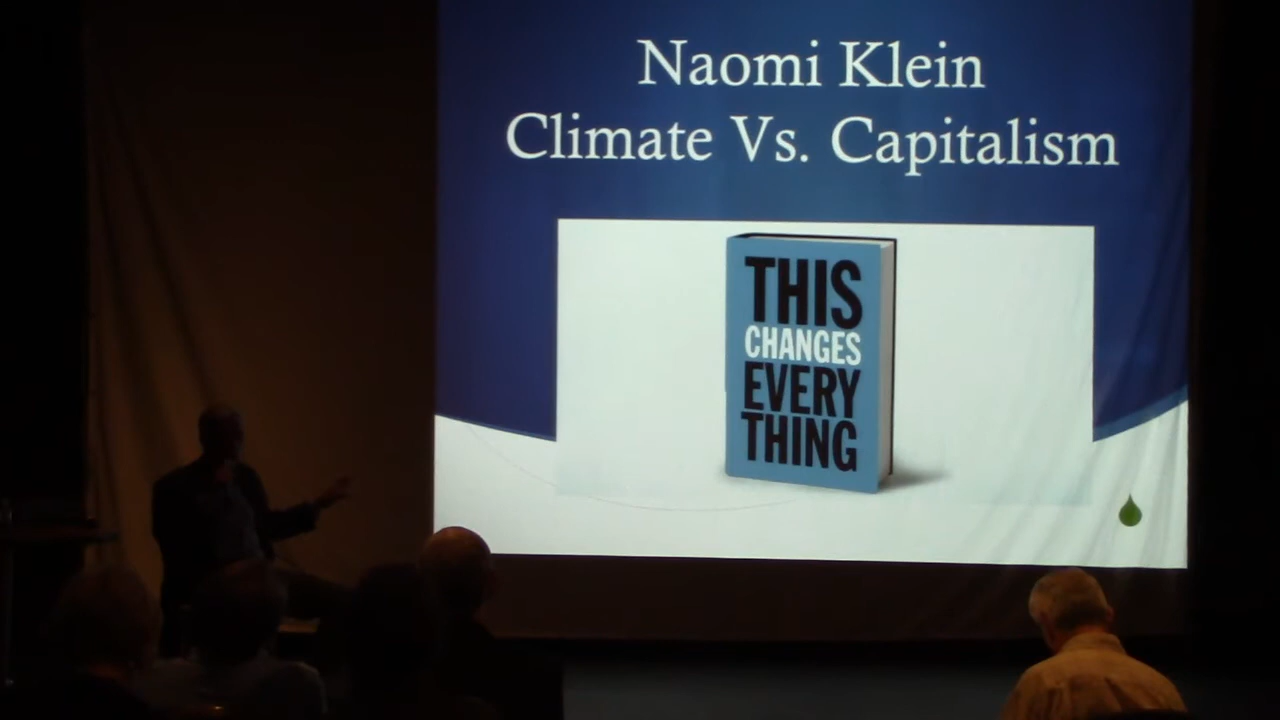 Naomi Klein
Climate Vs. Capitalism
THIS
CHANGES
EVERY
THING